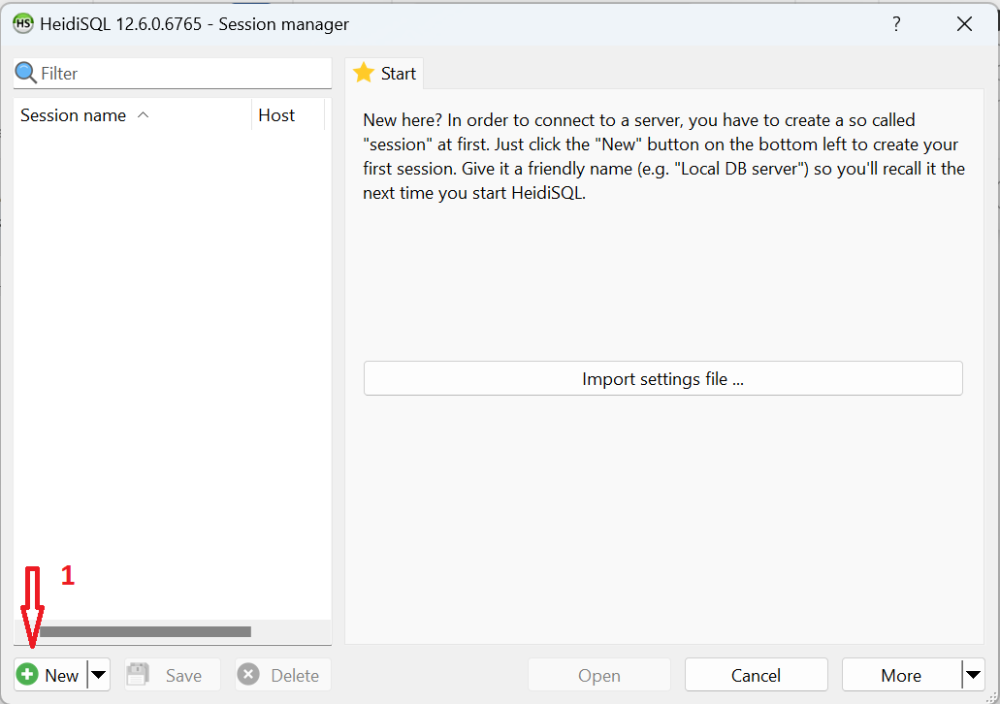 HeidiSQL 12.6.0.6765 - Session manager
?
Filter
Start
Session name
Host
New here? In order to connect to a server, you have to create a so called
"session" at first. Just click the "New" button on the bottom left to create your
first session. Give it a friendly name (e.g. "Local DB server") so you'll recall it the
next time you start HeidiSQL.
Import settings file ...
1
New
Save
Delete
Open
Cancel
More